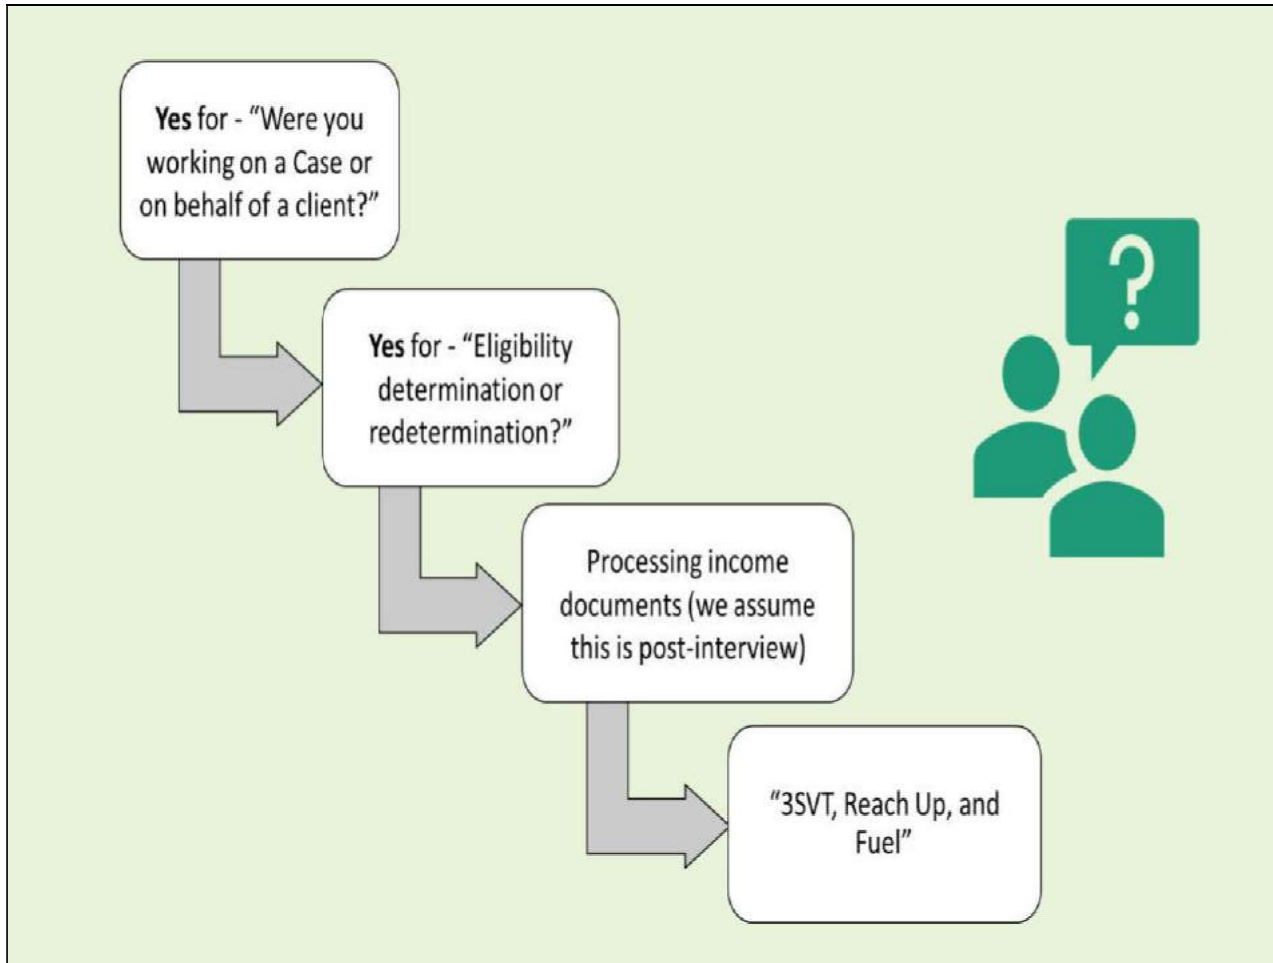 Yes for - “Were you
working on a Case or
on behalf of a client?”
Yes for - “Eligibility
determination or
redetermination?”
Processing income
documents (we assume
this is post-interview)
“3SVT, Reach Up, and
Fuel”
?